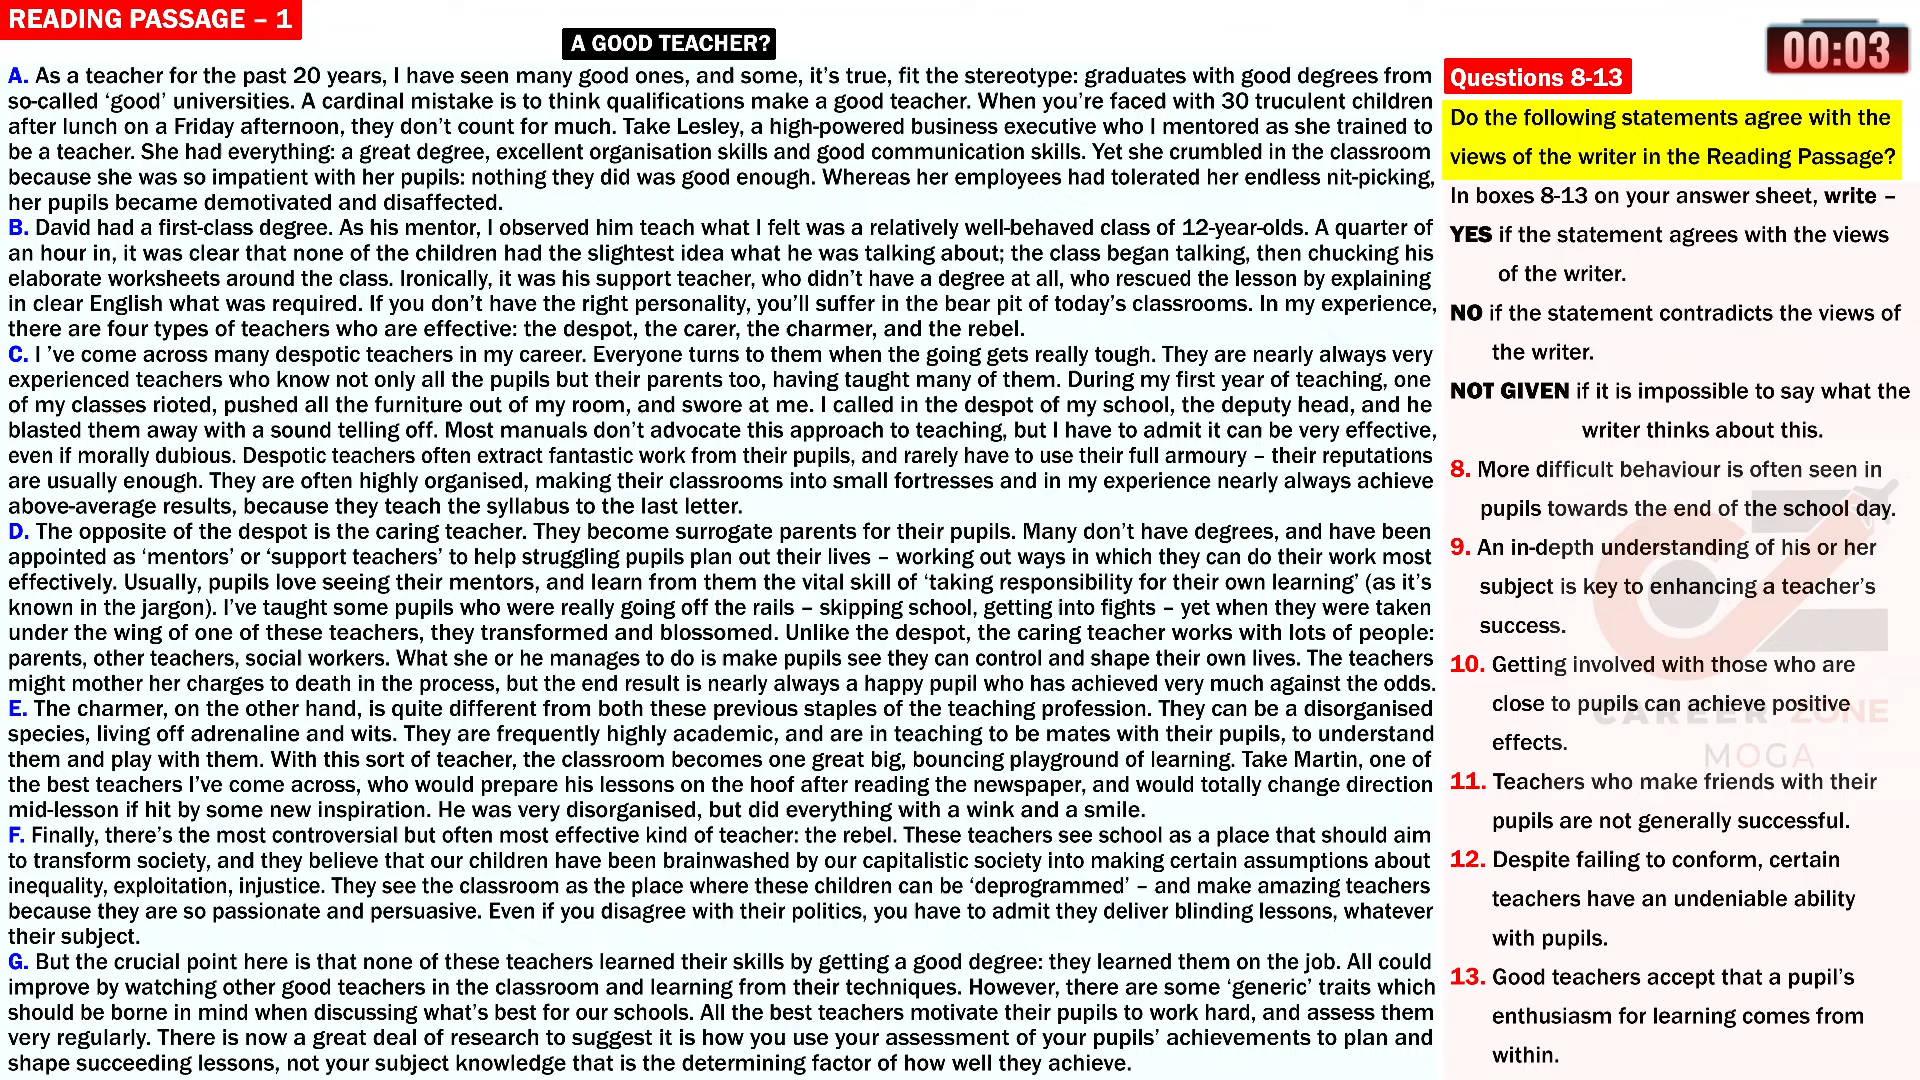 READING PASSAGE – 1
A GOOD TEACHER?
A. As a teacher for the past 20 years, I have seen many good ones, and some, it’s true, fit the stereotype: graduates with good degrees from
so-called ‘good’ universities. A cardinal mistake is to think qualifications make a good teacher. When you’re faced with 30 truculent children
after lunch on a Friday afternoon, they don’t count for much. Take Lesley, a high-powered business executive who I mentored as she trained to
be a teacher. She had everything: a great degree, excellent organisation skills and good communication skills. Yet she crumbled in the classroom
because she was so impatient with her pupils: nothing they did was good enough. Whereas her employees had tolerated her endless nit-picking,
her pupils became demotivated and disaffected.
B. David had a first-class degree. As his mentor, I observed him teach what I felt was a relatively well-behaved class of 12-year-olds. A quarter of
an hour in, it was clear that none of the children had the slightest idea what he was talking about; the class began talking, then chucking his
elaborate worksheets around the class. Ironically, it was his support teacher, who didn’t have a degree at all, who rescued the lesson by explaining
in clear English what was required. If you don’t have the right personality, you’ll suffer in the bear pit of today’s classrooms. In my experience,
there are four types of teachers who are effective: the despot, the carer, the charmer, and the rebel.
C. I ’ve come across many despotic teachers in my career. Everyone turns to them when the going gets really tough. They are nearly always very
experienced teachers who know not only all the pupils but their parents too, having taught many of them. During my first year of teaching, one
of my classes rioted, pushed all the furniture out of my room, and swore at me. I called in the despot of my school, the deputy head, and he
blasted them away with a sound telling off. Most manuals don’t advocate this approach to teaching, but I have to admit it can be very effective,
even if morally dubious. Despotic teachers often extract fantastic work from their pupils, and rarely have to use their full armoury – their reputations
are usually enough. They are often highly organised, making their classrooms into small fortresses and in my experience nearly always achieve
above-average results, because they teach the syllabus to the last letter.
D. The opposite of the despot is the caring teacher. They become surrogate parents for their pupils. Many don’t have degrees, and have been
appointed as ‘mentors’ or ‘support teachers’ to help struggling pupils plan out their lives – working out ways in which they can do their work most
effectively. Usually, pupils love seeing their mentors, and learn from them the vital skill of ‘taking responsibility for their own learning’ (as it’s
known in the jargon). I’ve taught some pupils who were really going off the rails – skipping school, getting into fights – yet when they were taken
under the wing of one of these teachers, they transformed and blossomed. Unlike the despot, the caring teacher works with lots of people:
parents, other teachers, social workers. What she or he manages to do is make pupils see they can control and shape their own lives. The teachers
might mother her charges to death in the process, but the end result is nearly always a happy pupil who has achieved very much against the odds.
E. The charmer, on the other hand, is quite different from both these previous staples of the teaching profession. They can be a disorganised
species, living off adrenaline and wits. They are frequently highly academic, and are in teaching to be mates with their pupils, to understand
them and play with them. With this sort of teacher, the classroom becomes one great big, bouncing playground of learning. Take Martin, one of
the best teachers I’ve come across, who would prepare his lessons on the hoof after reading the newspaper, and would totally change direction
mid-lesson if hit by some new inspiration. He was very disorganised, but did everything with a wink and a smile.
F. Finally, there’s the most controversial but often most effective kind of teacher: the rebel. These teachers see school as a place that should aim
to transform society, and they believe that our children have been brainwashed by our capitalistic society into making certain assumptions about
inequality, exploitation, injustice. They see the classroom as the place where these children can be ‘deprogrammed’ – and make amazing teachers
because they are so passionate and persuasive. Even if you disagree with their politics, you have to admit they deliver blinding lessons, whatever
their subject.
G. But the crucial point here is that none of these teachers learned their skills by getting a good degree: they learned them on the job. All could
improve by watching other good teachers in the classroom and learning from their techniques. However, there are some ‘generic’ traits which
should be borne in mind when discussing what’s best for our schools. All the best teachers motivate their pupils to work hard, and assess them
very regularly. There is now a great deal of research to suggest it is how you use your assessment of your pupils’ achievements to plan and
shape succeeding lessons, not your subject knowledge that is the determining factor of how well they achieve.
00:03
Questions 8-13
Do the following statements agree with the
views of the writer in the Reading Passage?
In boxes 8-13 on your answer sheet, write –
YES if the statement agrees with the views
of the writer.
NO if the statement contradicts the views of
the writer.
NOT GIVEN if it is impossible to say what the
writer thinks about this.
8. More difficult behaviour is often seen in
pupils towards the end of the school day.
9. An in-depth understanding of his or her
subject is key to enhancing a teacher’s
success.
10. Getting involved with those who are
close to pupils can achieve positive
effects.
11. Teachers who make friends with their
pupils are not generally successful.
12. Despite failing to conform, certain
teachers have an undeniable ability
with pupils.
13. Good teachers accept that a pupil’s
enthusiasm for learning comes from
within.
CAREER ZONE
MOGA